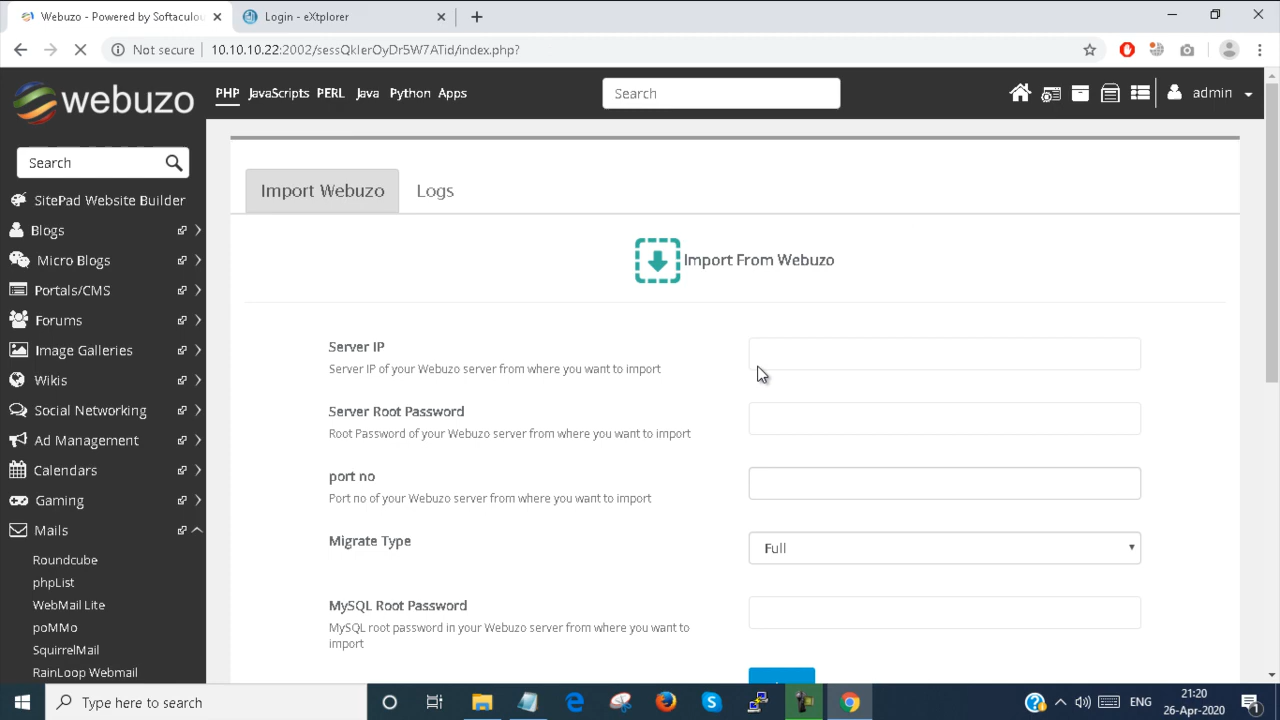 Webuzo - Powered by Softaculou
Login - eXtplorer
Not secure 10.10.10.22:2002/sessQkIerOyDr5W7ATid/index.php?
webuzo
PHP JavaScripts PERL Java Python Apps
Search
admin
Search
SitePad Website Builder
Blogs
Micro Blogs
Portals/CMS
Forums
Image Galleries
Wikis
Social Networking
Ad Management
Calendars
Gaming
Mails
Roundcube
phpList
WebMail Lite
poMMo
SquirrelMail
RainLoop Webmail
Import Webuzo
Logs
Import From Webuzo
Server IP
Server IP of your Webuzo server from where you want to import
Server Root Password
Root Password of your Webuzo server from where you want to import
port no
Port no of your Webuzo server from where you want to import
Migrate Type
Full
MySQL Root Password
MySQL root password in your Webuzo server from where you want to
import
Type here to search
ENG
21:20
26-Apr-2020